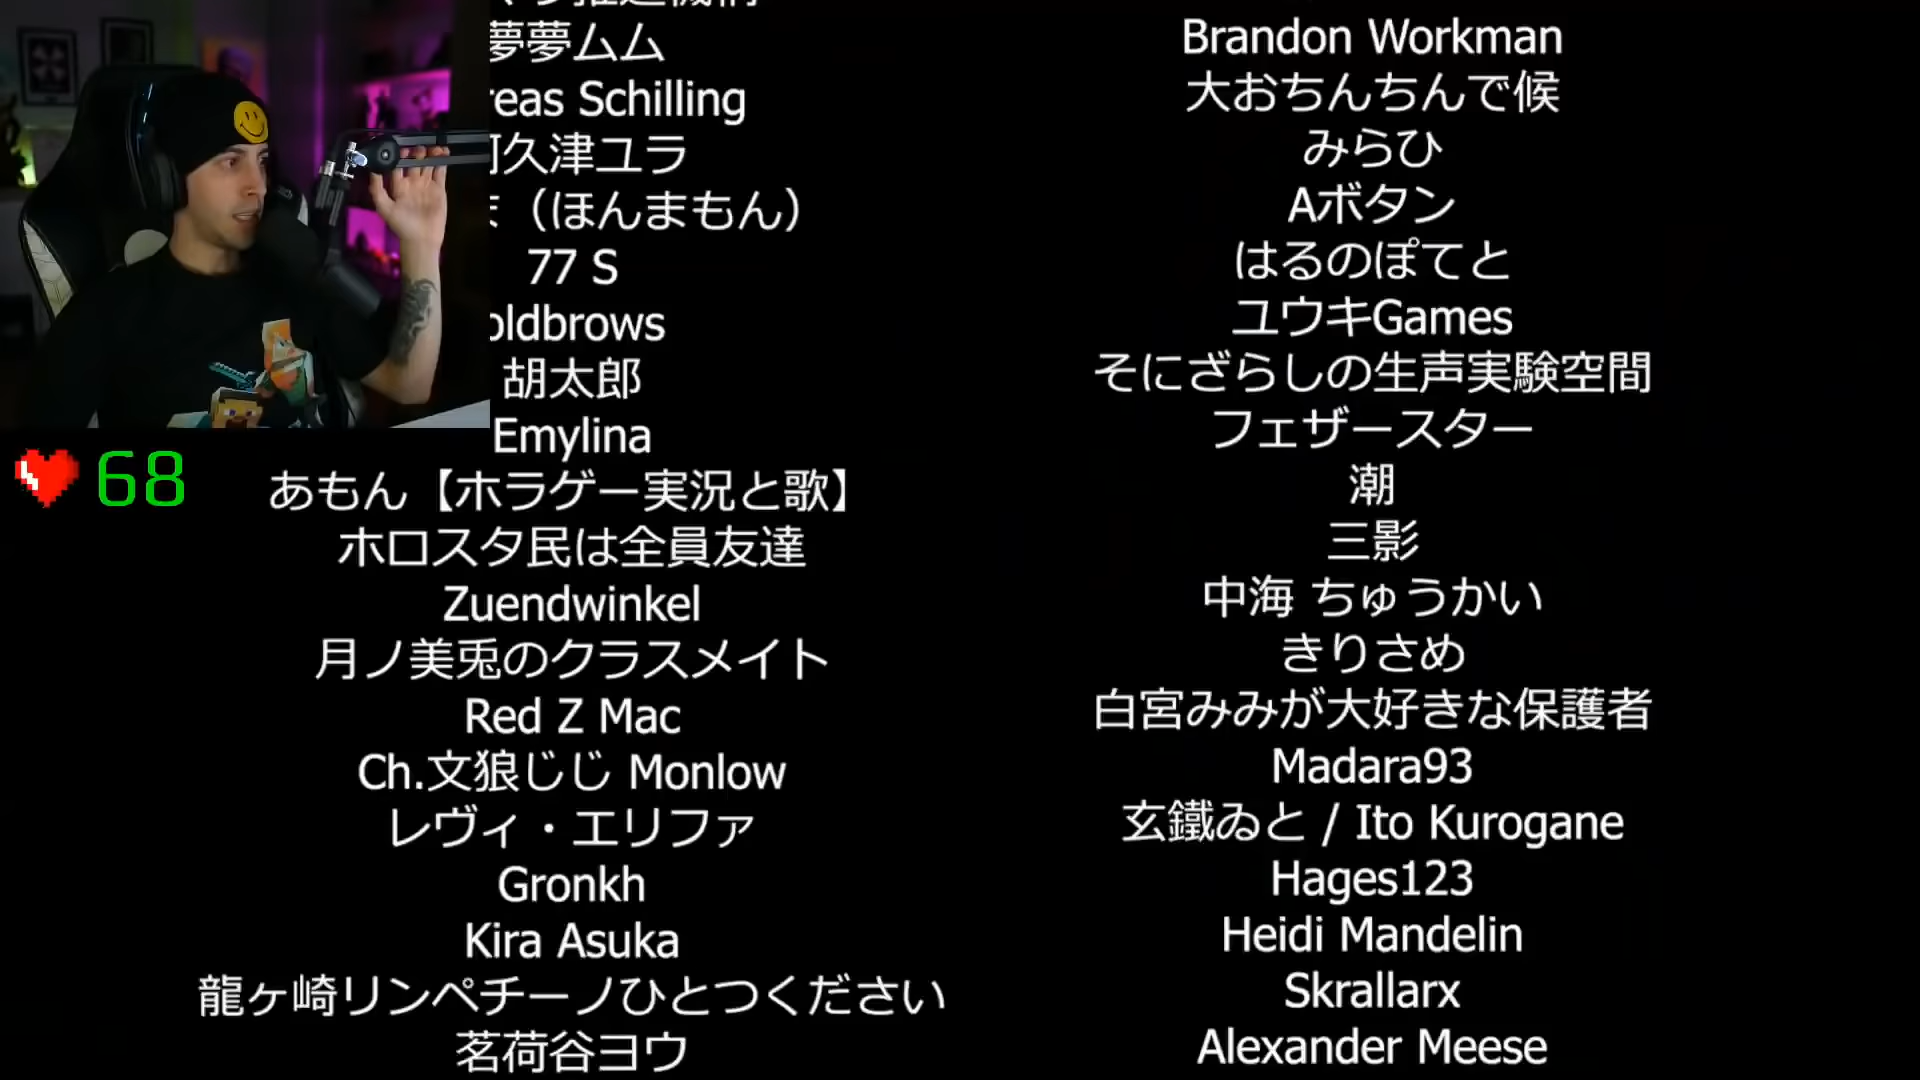 夢夢ムム
reas Schilling
久津ユラ
（ほんまもん）
77 S
oldbrows
胡太郎
Emylina
あもん【ホラゲー実況と歌】
ホロスタ民は全員友達
Zuendwinkel
月ノ美兎のクラスメイト
Red Z Mac
Ch.文狼じじ Monlow
レヴィ・エリファ
Gronkh
Kira Asuka
龍ヶ崎リンペチーノひとつください
茗荷谷ヨウ
Brandon Workman
大おちんちんで候
みらひ
Aボタン
はるのぽてと
ユウキGames
そにざらしの生声実験空間
フェザースター
潮
三影
中海 ちゅうかい
きりさめ
白宮みみが大好きな保護者
Madara93
玄鐵ゐと / Ito Kurogane
Hages123
Heidi Mandelin
Skrallarx
Alexander Meese
68